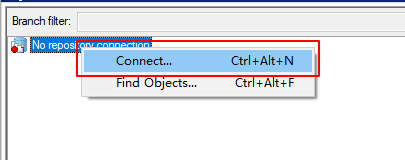 Branch filter:
No repository connection
Connect... Ctrl+Alt+N
Find Objects... Ctrl+Alt+F